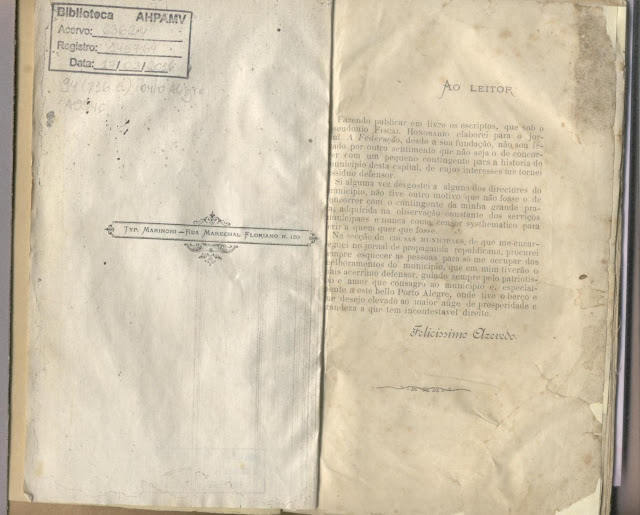 Biblioteca AHPAMV
Acervo:
Registro:
Data:
TYP. MARINONI—RUA MARECHAL FLORIANO N. 120
AO LEITOR
Fazendo publicar em livro os escriptos, que sob o
pseudonio FISCAL HONORARIO elaborei para o jor-
nal A Federação, desde a sua fundação, não sou le-
vado por outro sentimento que não seja o de concor-
rer com um pequeno contingente para a historia do
municipio desta capital, de cujos interesses me tornei
assiduo defensor.
Si alguma vez desgostei a alguns dos directores do
municipio, não tive outro motivo que não fosse o de
concorrer com o contingente da minha grande pra-
tica, adquirida na observação constante dos serviços
municipaes e nunca como censor systhematico para
ferir a quem quer que fosse.
Na secção de COUSAS MUNICIPAES, de que me encar-
reguei no jornal de propaganda republicana, procurei
sempre esquecer as pessoas para só me occupar dos
melhoramentos do municipio, que em mim tiverão o
mais acerrimo defensor, guiado sempre pelo patriotis-
mo e amor que consagro ao municipio e, especial-
mente a este bello Porto Alegre, onde tive o berço e
que desejo elevado ao maior auge de prosperidade e
grandeza a que tem incontestavel direito.
Felicissimo Azevedo.